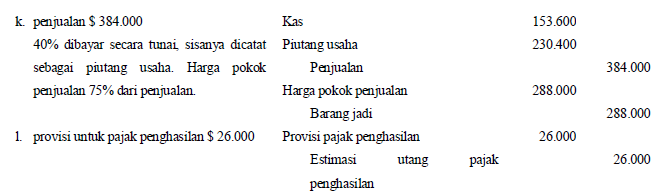 k. penjualan $ 384.000 Kas 153.600
40% dibayar secara tunai, sisanya dicatat Piutang usaha 230.400
sebagai piutang usaha. Harga pokok Penjualan 384.000
penjualan 75% dari penjualan. Harga pokok penjualan 288.000
Barang jadi 288.000
l. provisi untuk pajak penghasilan $ 26.000 Provisi pajak penghasilan 26.000
Estimasi utang pajak 26.000
penghasilan